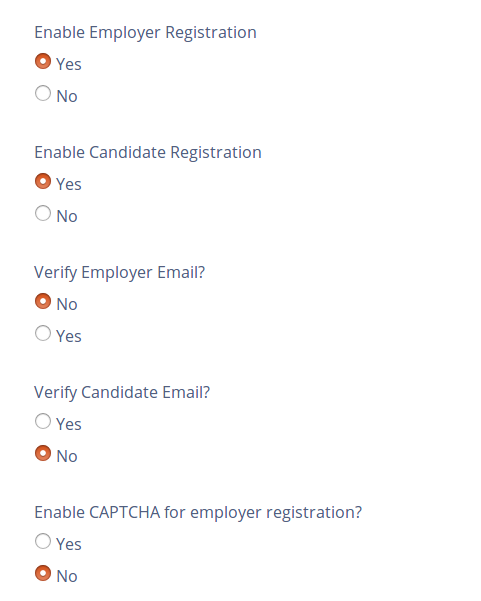 Enable Employer Registration
Yes
No
Enable Candidate Registration
Yes
No
Verify Employer Email?
No
Yes
Verify Candidate Email?
Yes
No
Enable CAPTCHA for employer registration?
Yes
No